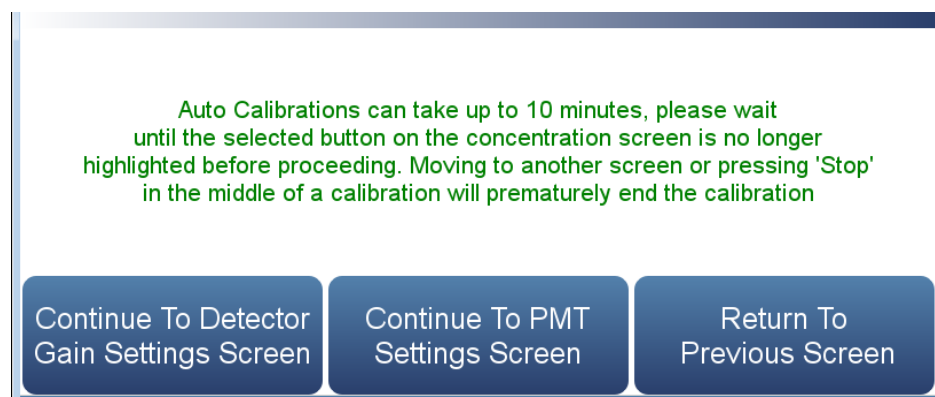 Auto Calibrations can take up to 10 minutes, please wait
until the selected button on the concentration screen is no longer
highlighted before proceeding. Moving to another screen or pressing 'Stop'
in the middle of a calibration will prematurely end the calibration
Continue To Detector
Gain Settings Screen
Continue To PMT
Settings Screen
Return To
Previous Screen